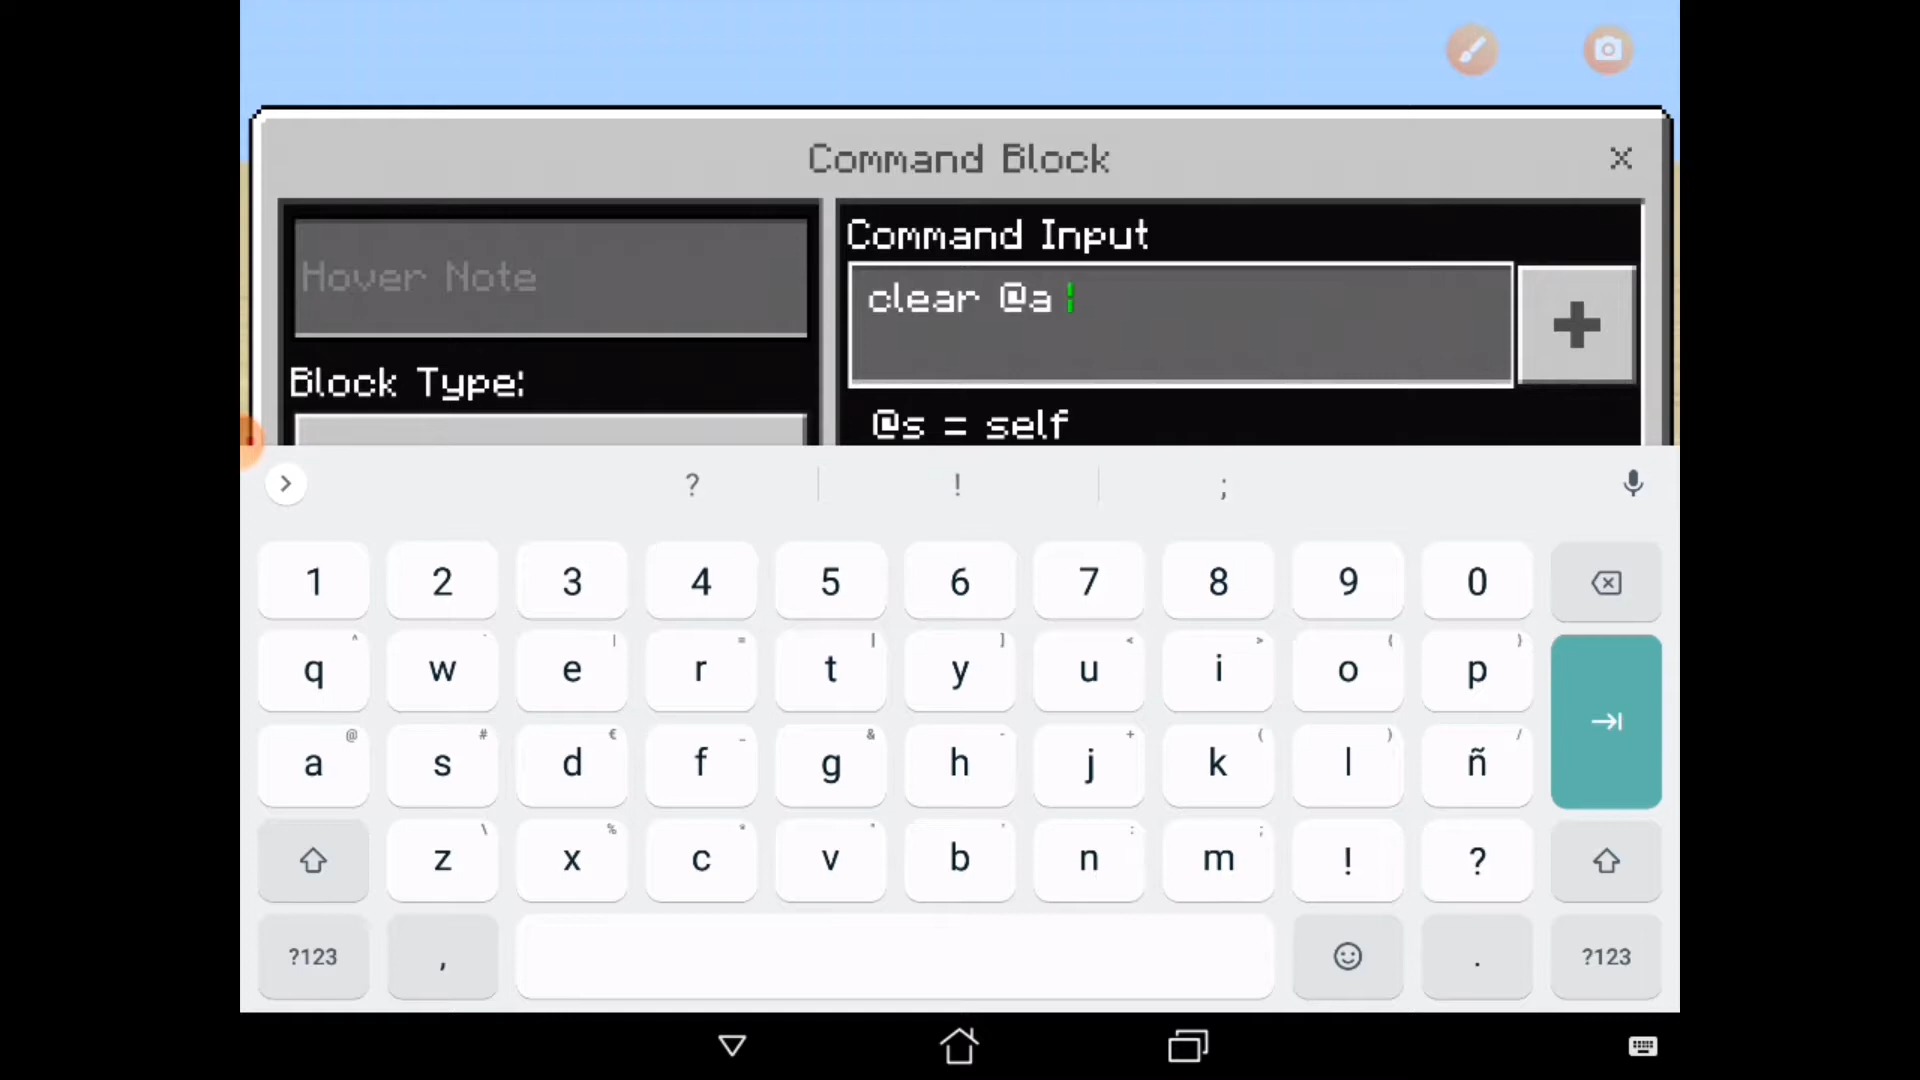 Command Block
Hover Note
Block Type:
Command Input
clear @a
@s = self
? ! ;
1 2 3 4 5 6 7 8 9 0
q w e r t y u i o p
a s d f g h j k l ñ
z x c v b n m ! ?
?123 , . ?123